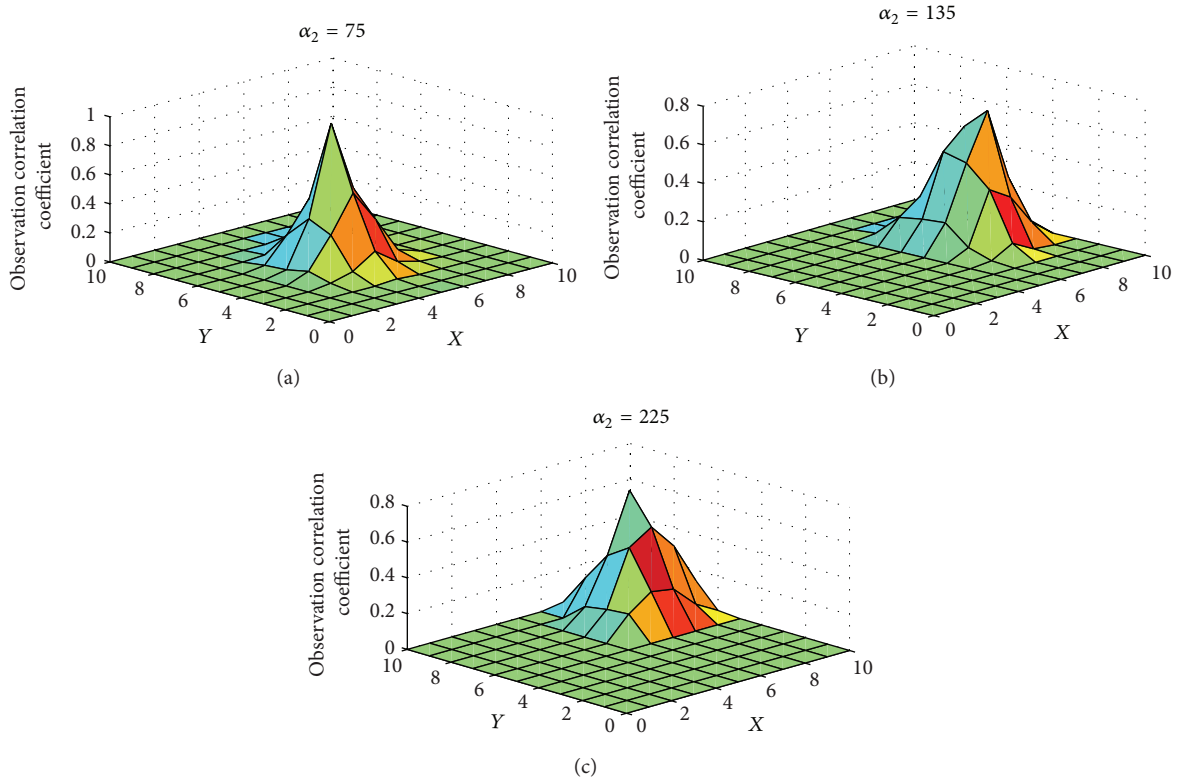 α₂ = 75
Observation correlation
coefficient
1
0.8
0.6
0.4
0.2
0
10
8
6
4
2
0
Y
0
2
4
6
8
10
X
(a)
α₂ = 135
Observation correlation
coefficient
0.8
0.6
0.4
0.2
0
10
8
6
4
2
0
Y
0
2
4
6
8
10
X
(b)
α₂ = 225
Observation correlation
coefficient
0.8
0.6
0.4
0.2
0
10
8
6
4
2
0
Y
0
2
4
6
8
10
X
(c)